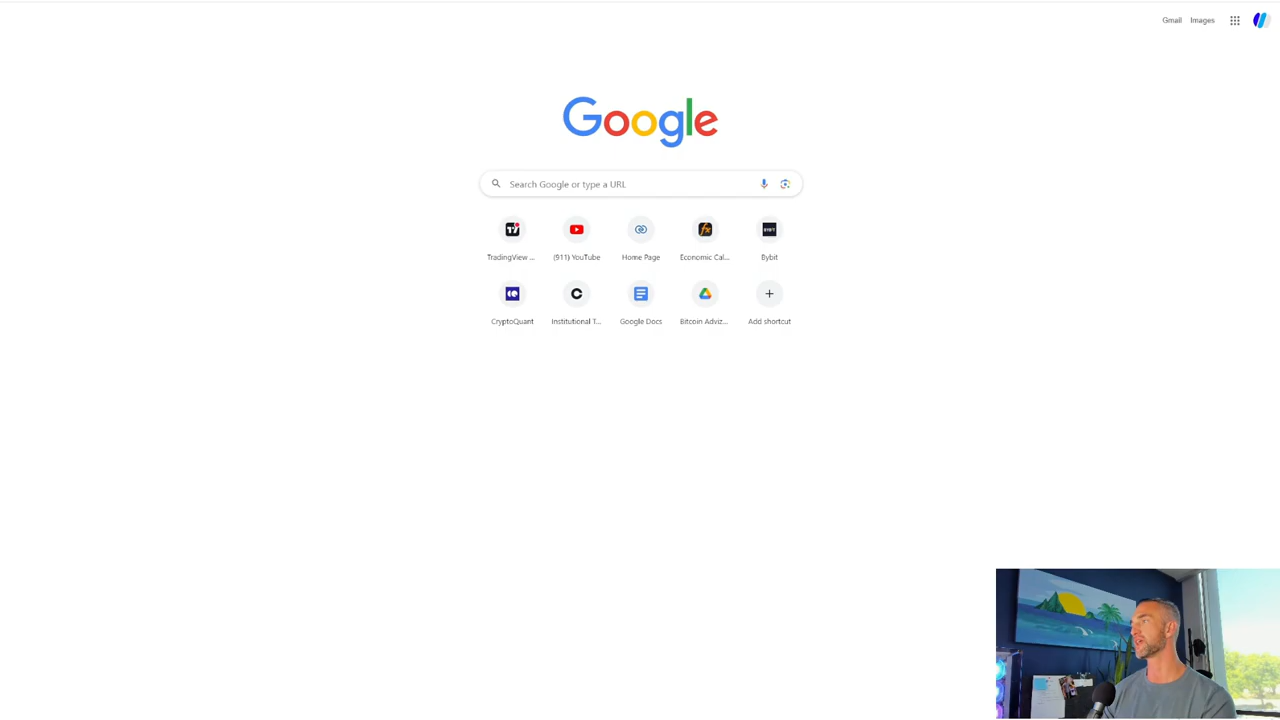 Gmail Images
Google
Search Google or type a URL
TradingView ... (911) YouTube Home Page Economic Cal... Bybit
CryptoQuant Institutional T... Google Docs Bitcoin Adviz... Add shortcut